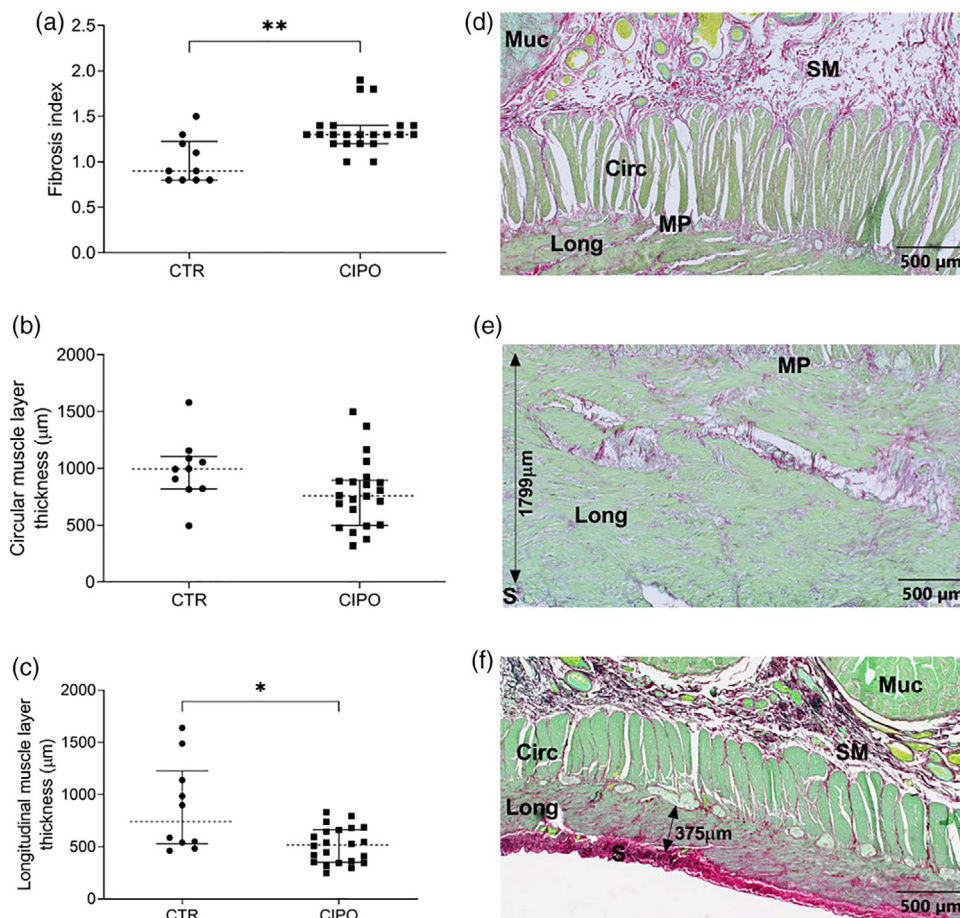 (a)
**
2.5
2.0
1.5
1.0
0.5
0.0
Fibrosis index
CTR
CIPO
(b)
2000
1500
1000
500
0
Circular muscle layer
thickness (μm)
CTR
CIPO
(c)
*
2000
1500
1000
500
0
Longitudinal muscle layer
thickness (μm)
CTR
CIPO
(d)
Muc
SM
Circ
MP
Long
500 μm
(e)
MP
1799μm
Long
S
500 μm
(f)
Muc
Circ
SM
Long
375μm
S
500 μm